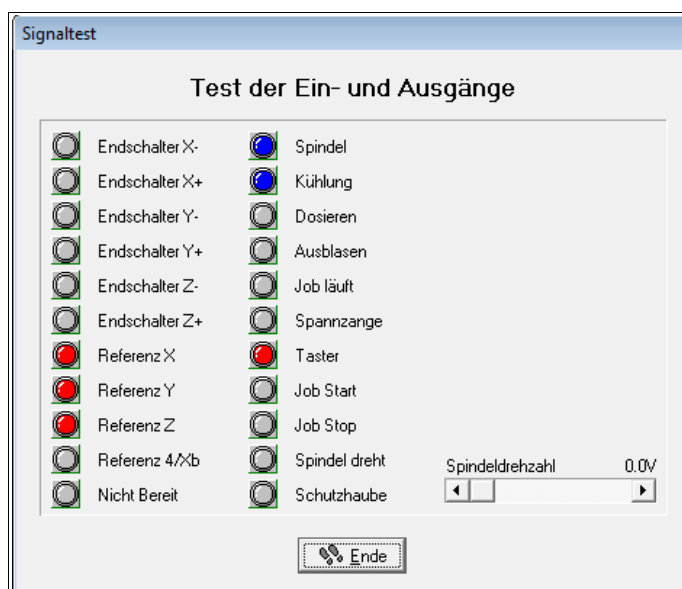 Signaltest
Test der Ein- und Ausgänge
Endschalter X- Spindel
Endschalter X+ Kühlung
Endschalter Y- Dosieren
Endschalter Y+ Ausblasen
Endschalter Z- Job läuft
Endschalter Z+ Spannzange
Referenz X Taster
Referenz Y Job Start
Referenz Z Job Stop
Referenz 4/Xb Spindel dreht Spindeldrehzahl 0.0V
Nicht Bereit Schutzhaube
Ende